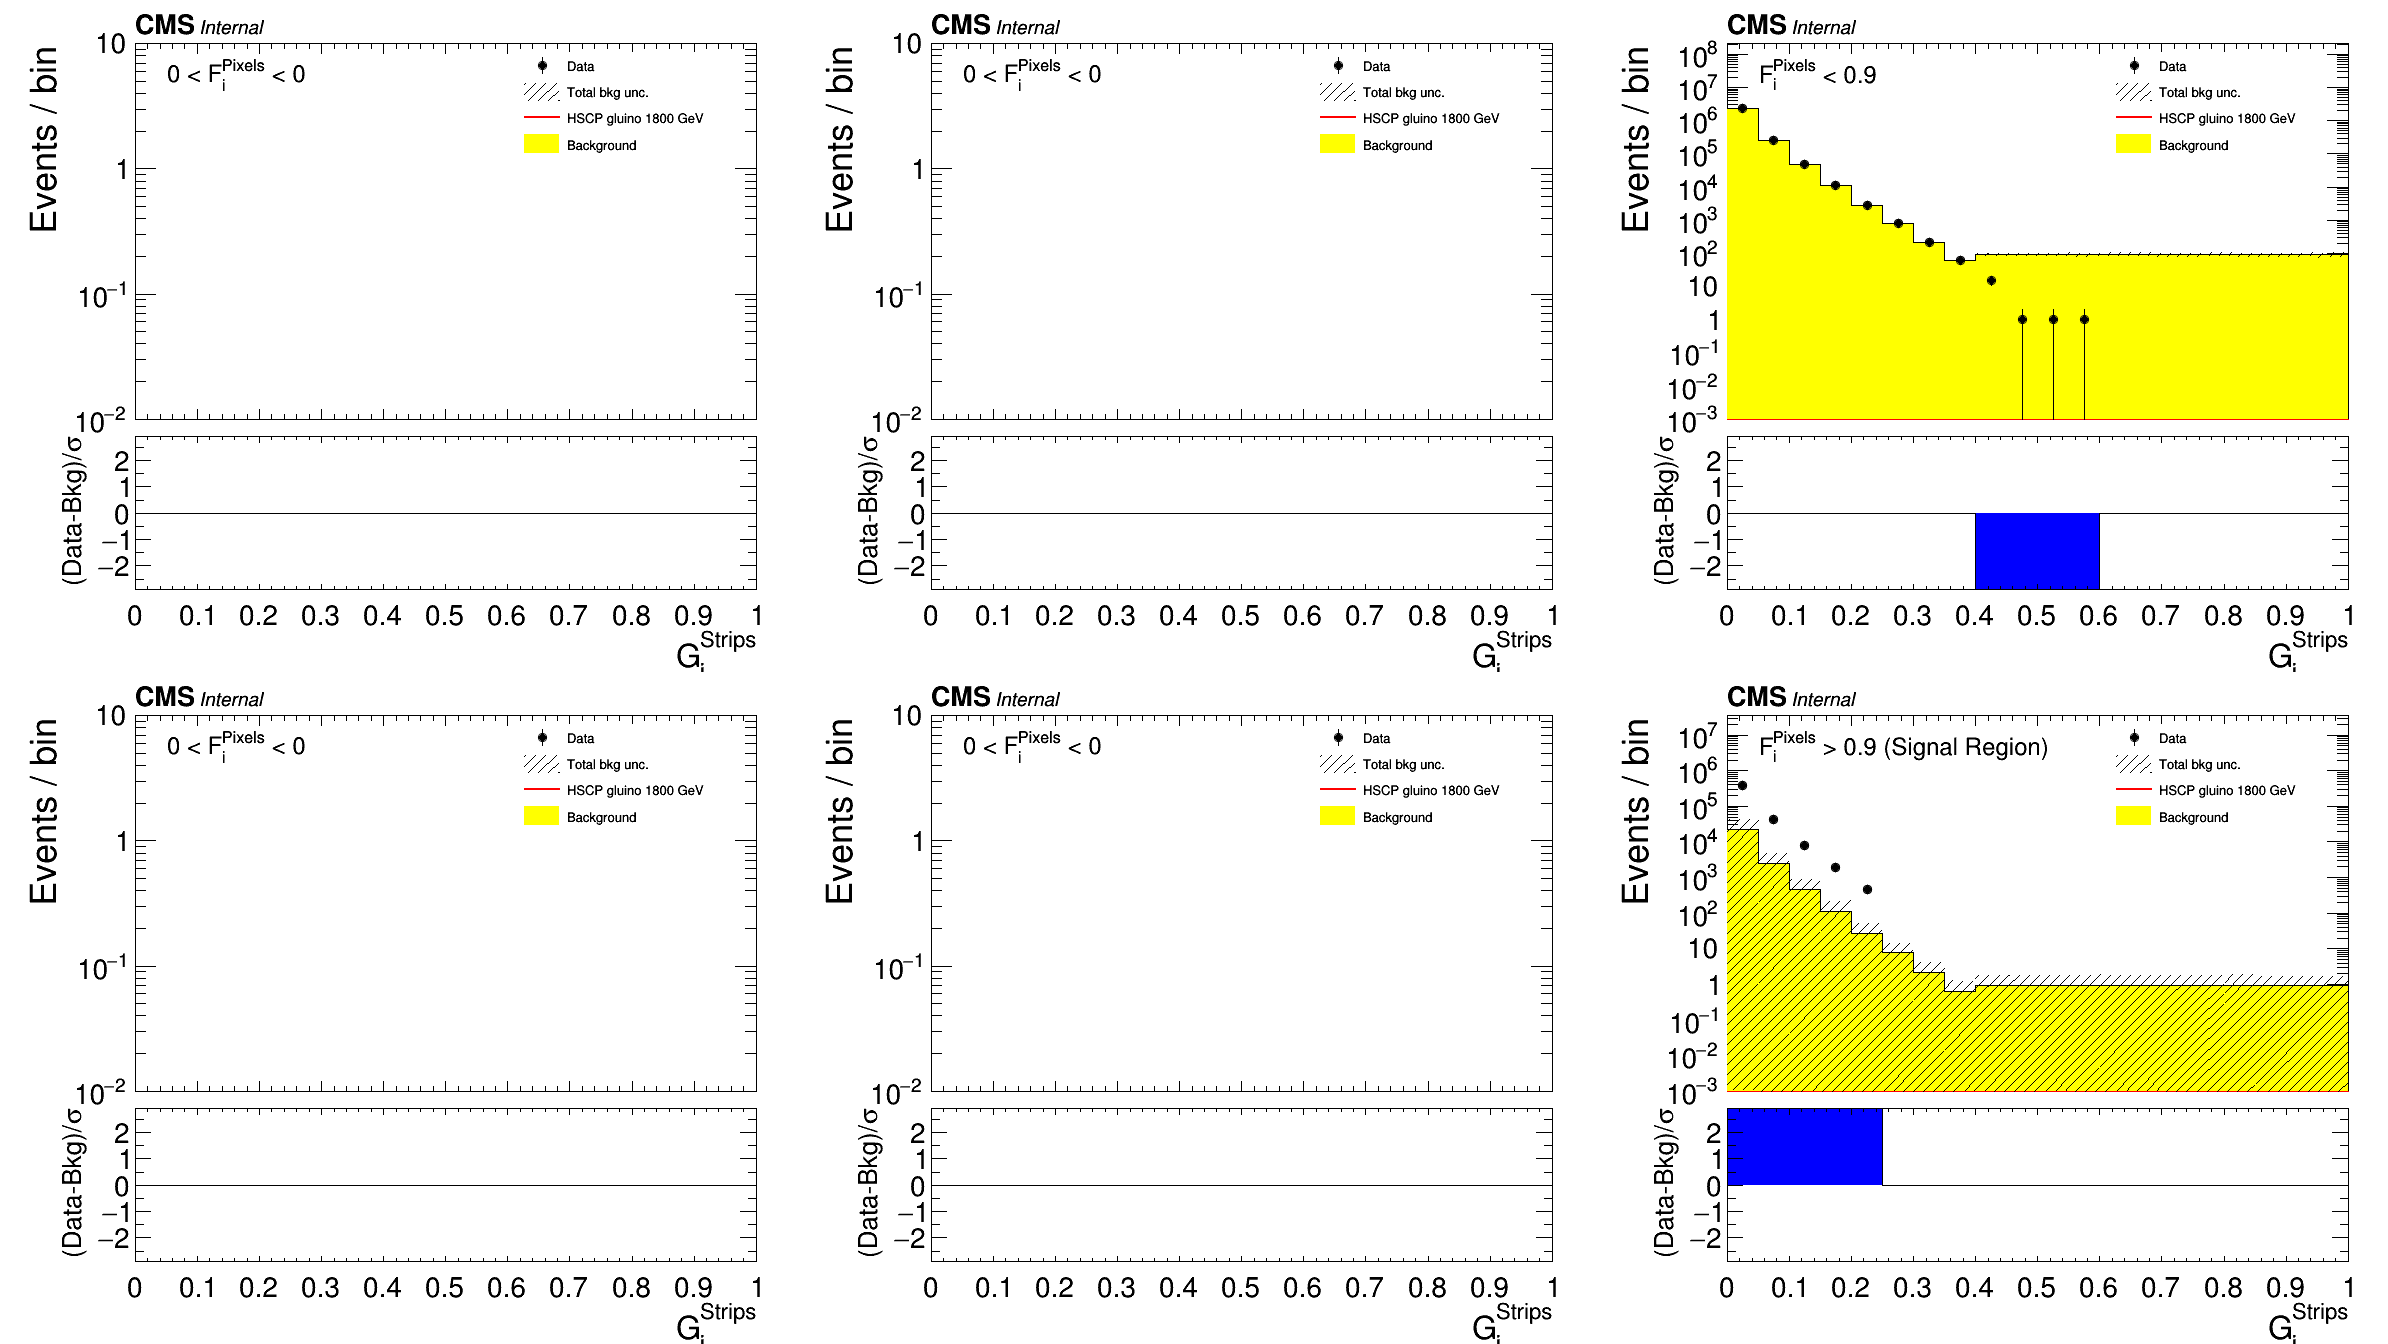 CMS Internal
Events / bin
0 < F_i^Pixels < 0
Data
Total bkg unc.
HSCP gluino 1800 GeV
Background
10
1
10^−1
10^−2
(Data-Bkg)/σ
2
1
0
−1
−2
0 0.1 0.2 0.3 0.4 0.5 0.6 0.7 0.8 0.9 1
G_i^Strips
CMS Internal
Events / bin
0 < F_i^Pixels < 0
Data
Total bkg unc.
HSCP gluino 1800 GeV
Background
10
1
10^−1
10^−2
(Data-Bkg)/σ
2
1
0
−1
−2
0 0.1 0.2 0.3 0.4 0.5 0.6 0.7 0.8 0.9 1
G_i^Strips
CMS Internal
Events / bin
F_i^Pixels < 0.9
Data
Total bkg unc.
HSCP gluino 1800 GeV
Background
10^8
10^7
10^6
10^5
10^4
10^3
10^2
10
1
10^−1
10^−2
10^−3
(Data-Bkg)/σ
2
1
0
−1
−2
0 0.1 0.2 0.3 0.4 0.5 0.6 0.7 0.8 0.9 1
G_i^Strips
CMS Internal
Events / bin
0 < F_i^Pixels < 0
Data
Total bkg unc.
HSCP gluino 1800 GeV
Background
10
1
10^−1
10^−2
(Data-Bkg)/σ
2
1
0
−1
−2
0 0.1 0.2 0.3 0.4 0.5 0.6 0.7 0.8 0.9 1
G_i^Strips
CMS Internal
Events / bin
0 < F_i^Pixels < 0
Data
Total bkg unc.
HSCP gluino 1800 GeV
Background
10
1
10^−1
10^−2
(Data-Bkg)/σ
2
1
0
−1
−2
0 0.1 0.2 0.3 0.4 0.5 0.6 0.7 0.8 0.9 1
G_i^Strips
CMS Internal
Events / bin
F_i^Pixels > 0.9 (Signal Region)
Data
Total bkg unc.
HSCP gluino 1800 GeV
Background
10^7
10^6
10^5
10^4
10^3
10^2
10
1
10^−1
10^−2
10^−3
(Data-Bkg)/σ
2
1
0
−1
−2
0 0.1 0.2 0.3 0.4 0.5 0.6 0.7 0.8 0.9 1
G_i^Strips